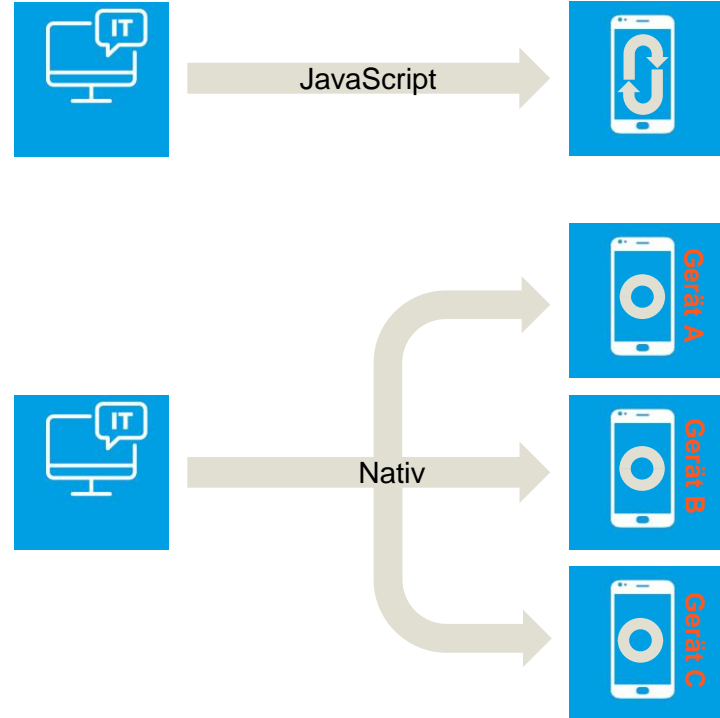 IT
JavaScript
Gerät A
IT
Nativ
Gerät B
Gerät C